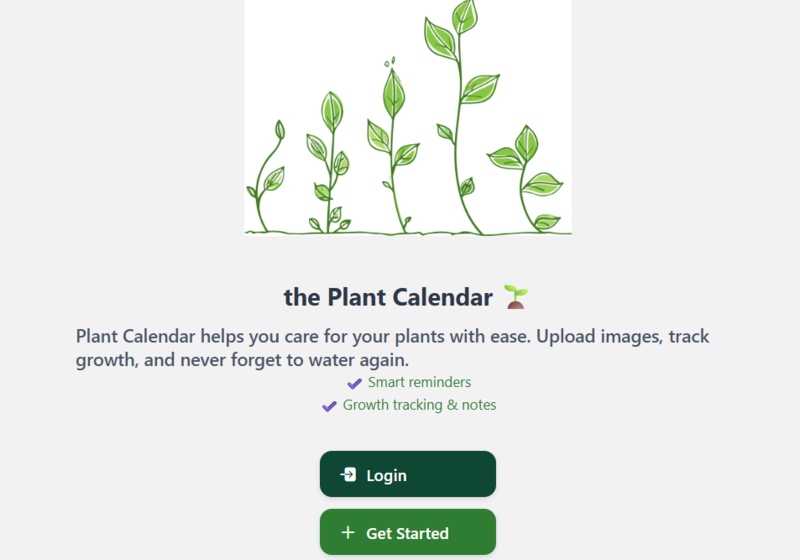 the Plant Calendar 🌱
Plant Calendar helps you care for your plants with ease. Upload images, track
growth, and never forget to water again.
✔ Smart reminders
✔ Growth tracking & notes
Login
Get Started